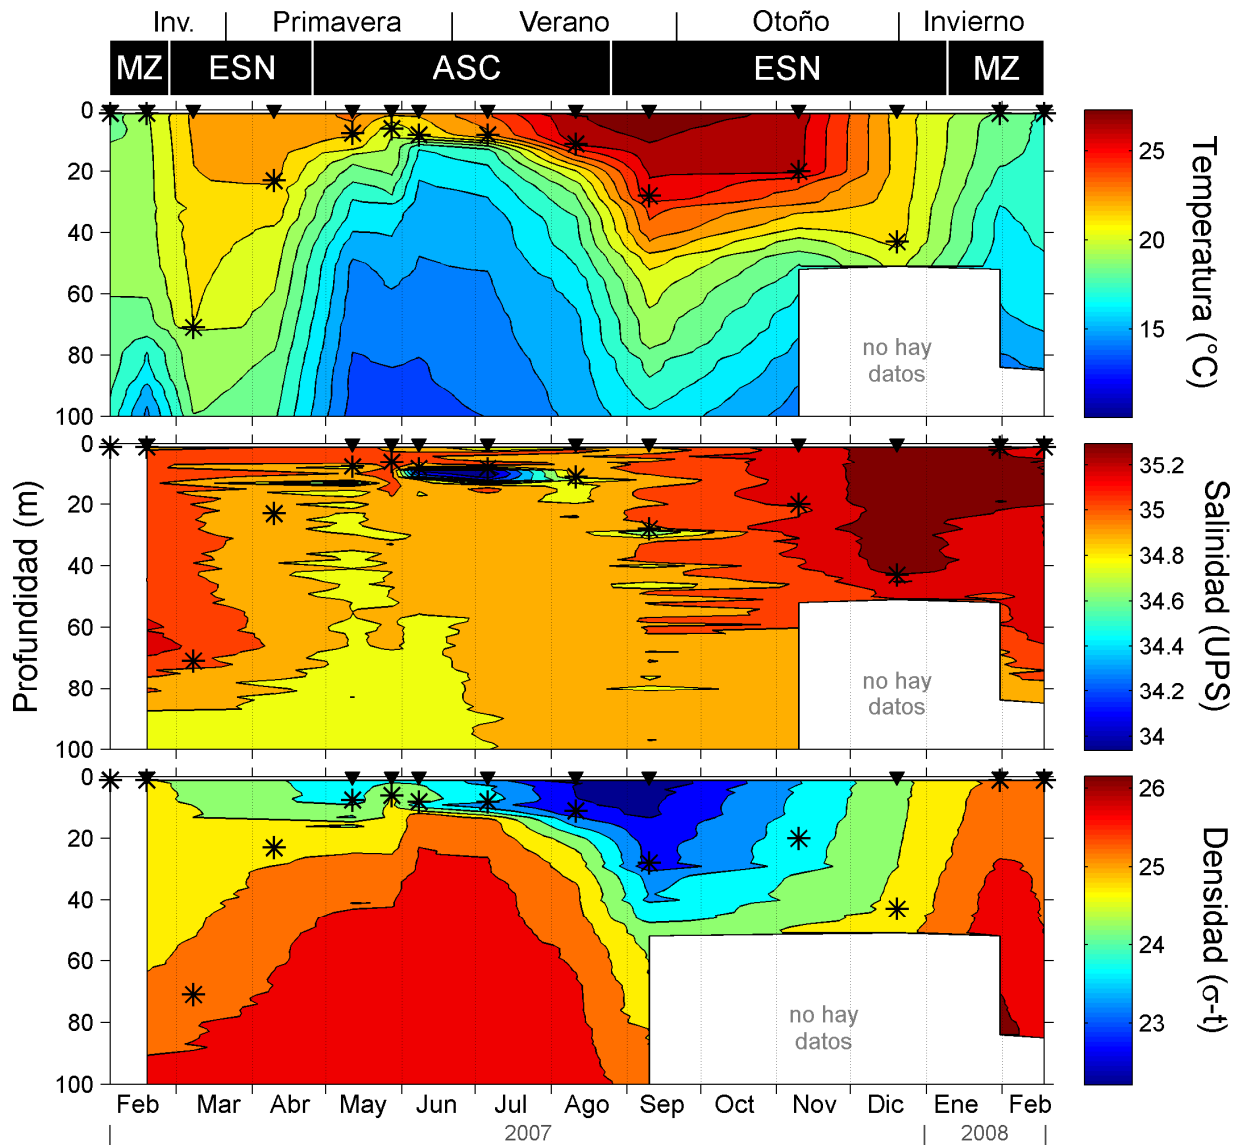 Inv. Primavera Verano Otoño Invierno
MZ ESN ASC ESN MZ
0
20
40
60
80
100
no hay
datos
25
20
15
Temperatura (°C)
Profundidad (m)
0
20
40
60
80
100
no hay
datos
35.2
35
34.8
34.6
34.4
34.2
34
Salinidad (UPS)
0
20
40
60
80
100
no hay
datos
26
25
24
23
Densidad (σ-t)
Feb Mar Abr May Jun Jul Ago Sep Oct Nov Dic Ene Feb
2007 2008